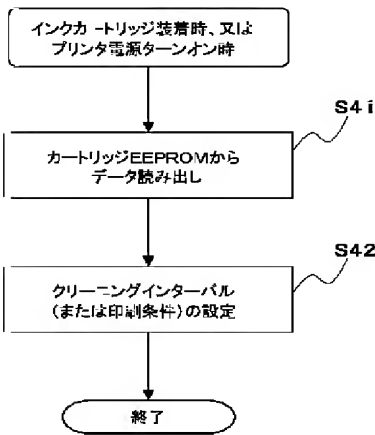 インクカートリッジ装着時、又は
プリンタ電源ターンオン時
S41
カートリッジEEPROMから
データ読み出し
S42
クリーニングインターバル
(または印刷条件)の設定
終了